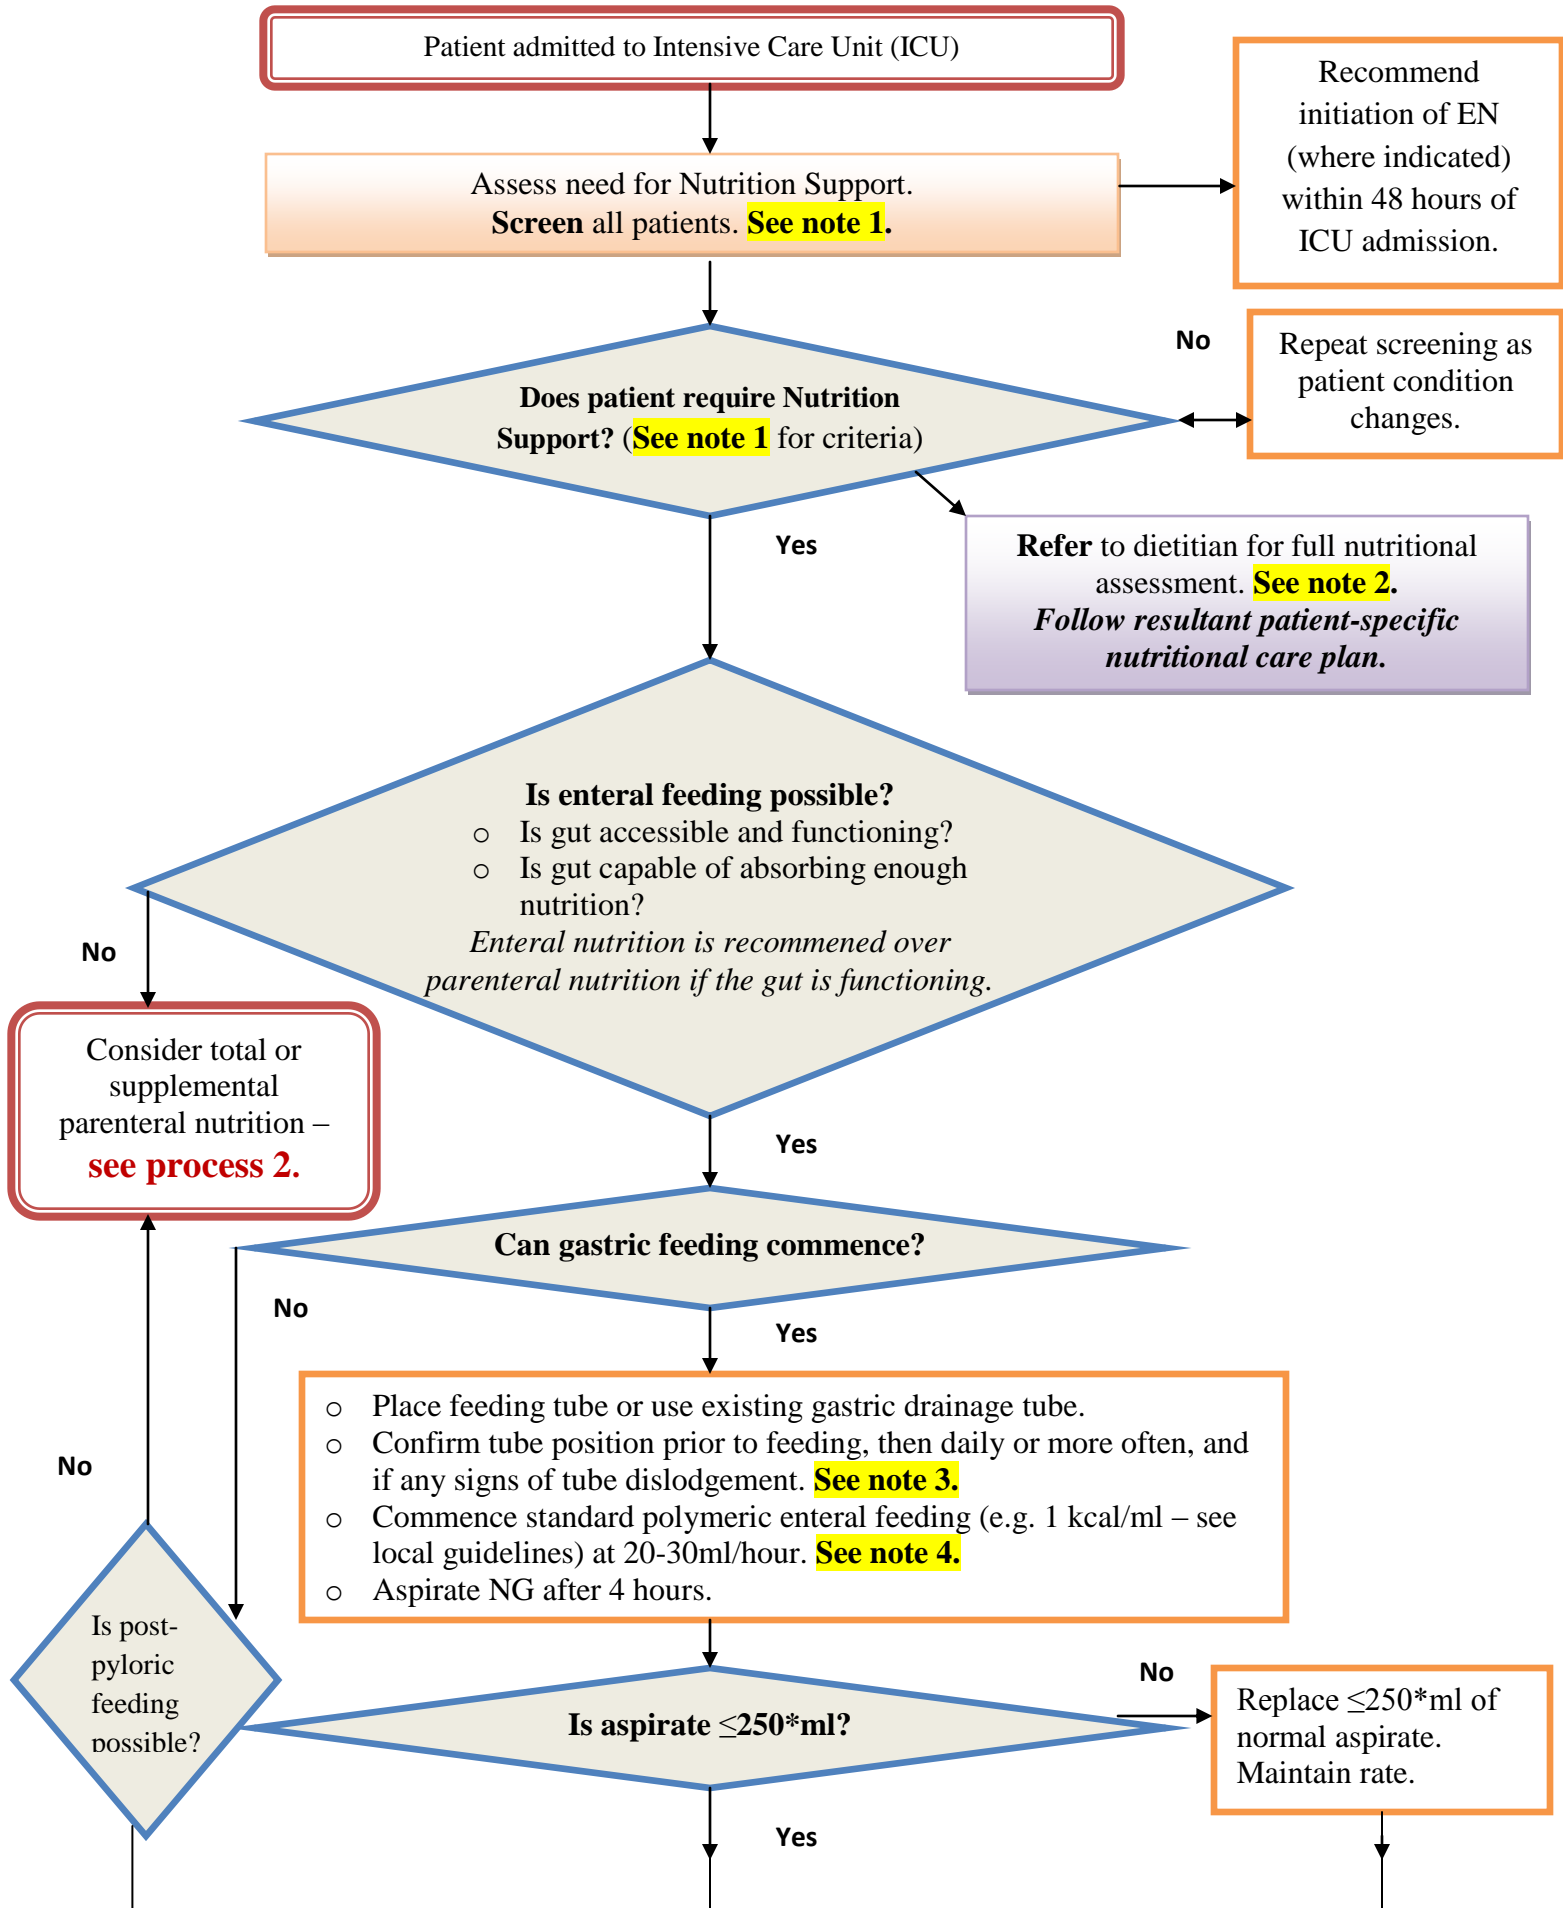 Patient admitted to Intensive Care Unit (ICU)
Recommend
initiation of EN
(where indicated)
within 48 hours of
ICU admission.
Assess need for Nutrition Support.
Screen all patients. See note 1.
No
Repeat screening as
patient condition
changes.
Does patient require Nutrition
Support? (See note 1 for criteria)
Yes
Refer to dietitian for full nutritional
assessment. See note 2.
Follow resultant patient-specific
nutritional care plan.
Is enteral feeding possible?
o Is gut accessible and functioning?
o Is gut capable of absorbing enough
nutrition?
Enteral nutrition is recommened over
parenteral nutrition if the gut is functioning.
No
Consider total or
supplemental
parenteral nutrition –
see process 2.
Yes
Can gastric feeding commence?
No
Yes
o Place feeding tube or use existing gastric drainage tube.
o Confirm tube position prior to feeding, then daily or more often, and
if any signs of tube dislodgement. See note 3.
o Commence standard polymeric enteral feeding (e.g. 1 kcal/ml – see
local guidelines) at 20-30ml/hour. See note 4.
o Aspirate NG after 4 hours.
No
Is post-
pyloric
feeding
possible?
Is aspirate ≤250*ml?
No
Replace ≤250*ml of
normal aspirate.
Maintain rate.
Yes